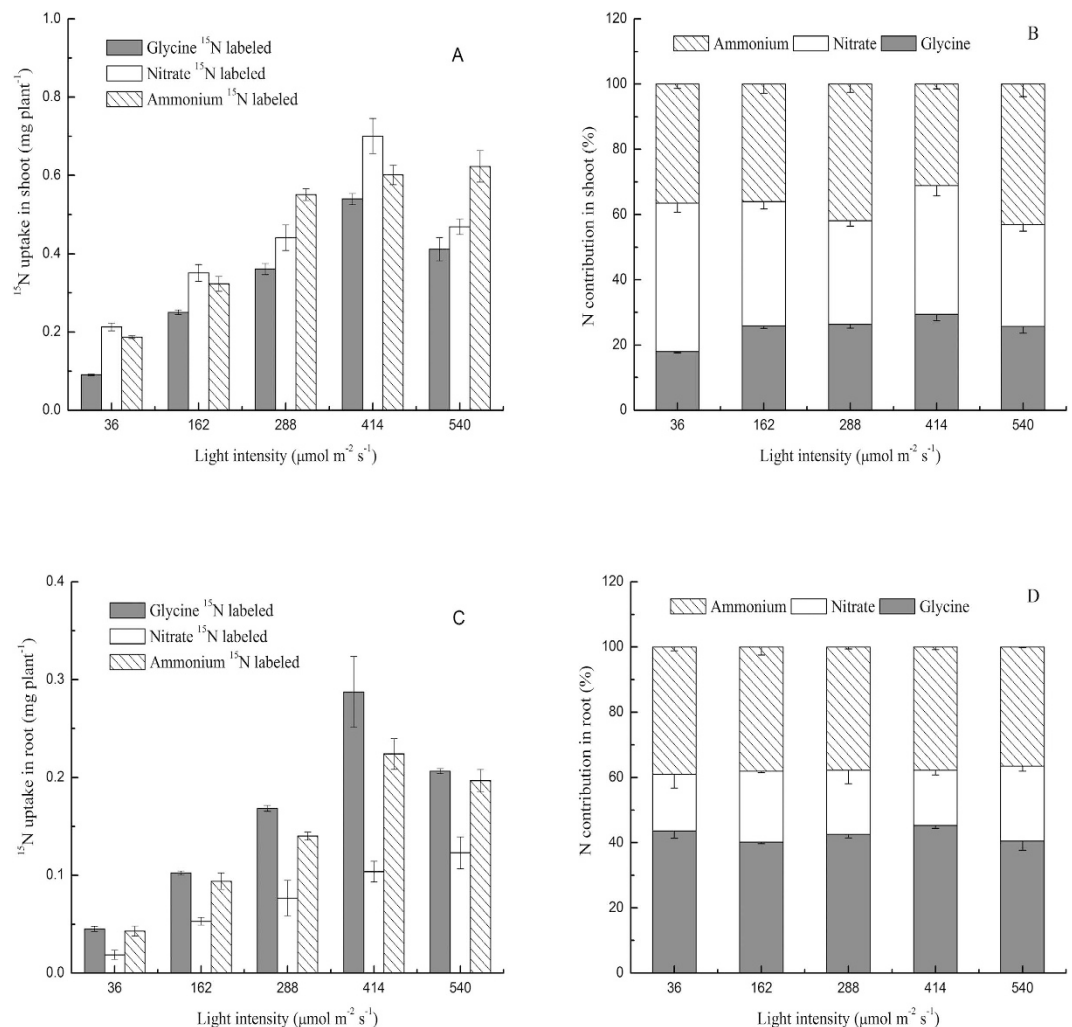 A
Glycine ¹⁵N labeled
Nitrate ¹⁵N labeled
Ammonium ¹⁵N labeled
¹⁵N uptake in shoot (mg plant⁻¹)
1.0
0.8
0.6
0.4
0.2
0.0
36 162 288 414 540
Light intensity (μmol m⁻² s⁻¹)
B
Ammonium Nitrate Glycine
N contribution in shoot (%)
120
100
80
60
40
20
0
36 162 288 414 540
Light intensity (μmol m⁻² s⁻¹)
C
Glycine ¹⁵N labeled
Nitrate ¹⁵N labeled
Ammonium ¹⁵N labeled
¹⁵N uptake in root (mg plant⁻¹)
0.4
0.3
0.2
0.1
0.0
36 162 288 414 540
Light intensity (μmol m⁻² s⁻¹)
D
Ammonium Nitrate Glycine
N contribution in root (%)
120
100
80
60
40
20
0
36 162 288 414 540
Light intensity (μmol m⁻² s⁻¹)